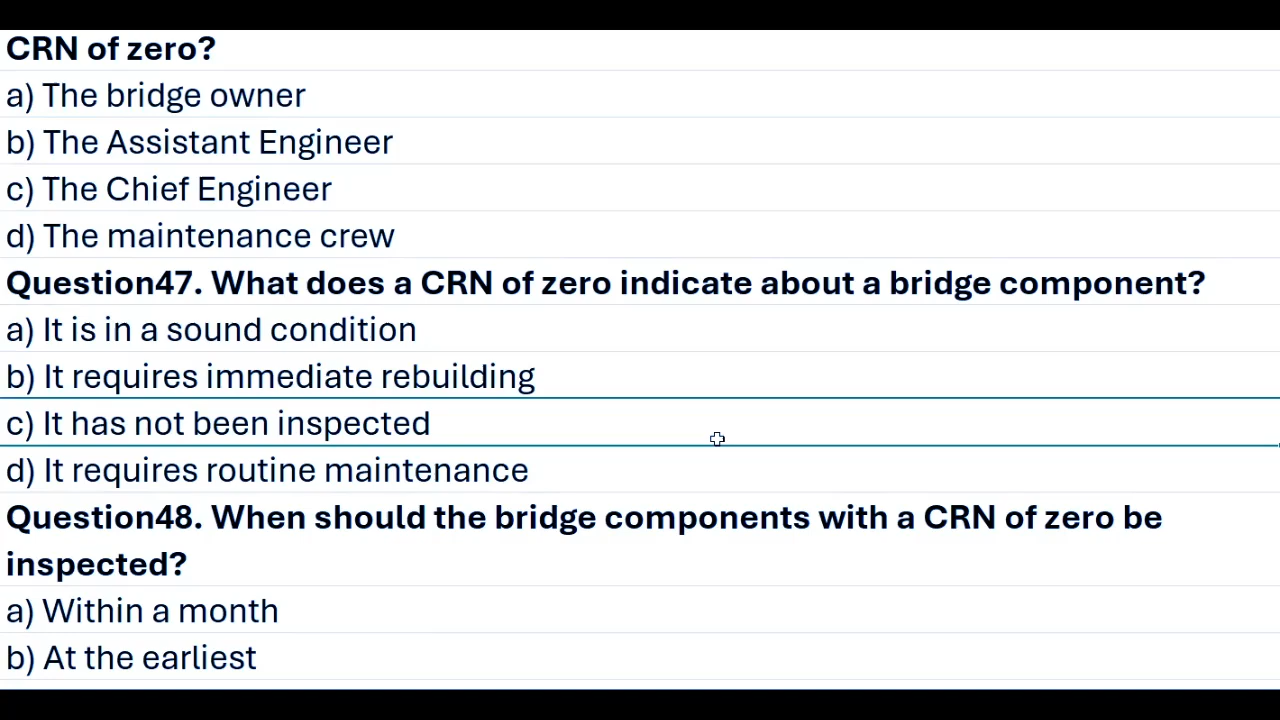 CRN of zero?
a) The bridge owner
b) The Assistant Engineer
c) The Chief Engineer
d) The maintenance crew
Question47. What does a CRN of zero indicate about a bridge component?
a) It is in a sound condition
b) It requires immediate rebuilding
c) It has not been inspected
d) It requires routine maintenance
Question48. When should the bridge components with a CRN of zero be
inspected?
a) Within a month
b) At the earliest